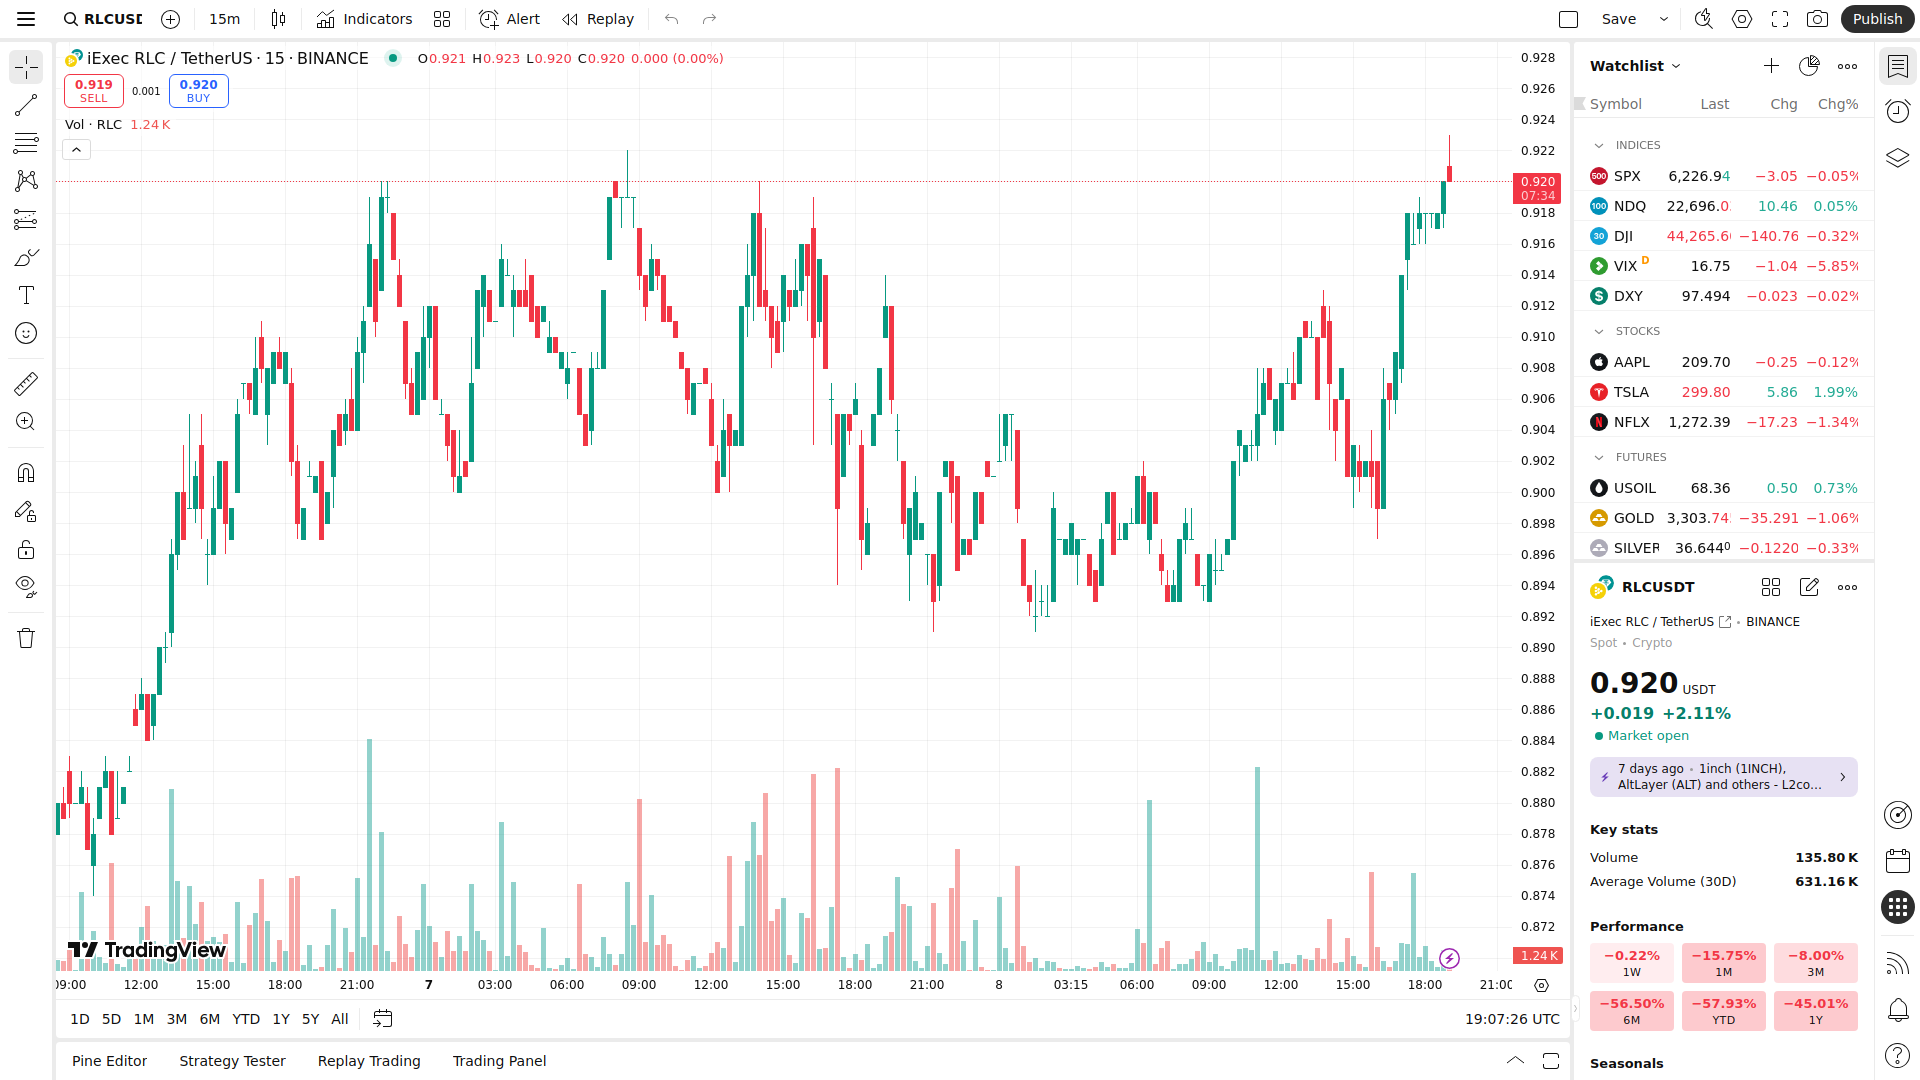 RLCUSD 15m Indicators Alert Replay Save Publish
iExec RLC / TetherUS · 15 · BINANCE O0.921 H0.923 L0.920 C0.920 0.000 (0.00%)
0.919 SELL 0.001 0.920 BUY
Vol · RLC 1.24 K
0.928
0.926
0.924
0.922
0.920
07:34
0.918
0.916
0.914
0.912
0.910
0.908
0.906
0.904
0.902
0.900
0.898
0.896
0.894
0.892
0.890
0.888
0.886
0.884
0.882
0.880
0.878
0.876
0.874
0.872
1.24 K
TradingView
09:00 12:00 15:00 18:00 21:00 7 03:00 06:00 09:00 12:00 15:00 18:00 21:00 8 03:15 06:00 09:00 12:00 15:00 18:00 21:00
1D 5D 1M 3M 6M YTD 1Y 5Y All 19:07:26 UTC
Pine Editor Strategy Tester Replay Trading Trading Panel
Watchlist
Symbol Last Chg Chg%
INDICES
500 SPX 6,226.94 −3.05 −0.05%
100 NDQ 22,696.0 10.46 0.05%
30 DJI 44,265.6 −140.76 −0.32%
VIX D 16.75 −1.04 −5.85%
DXY 97.494 −0.023 −0.02%
STOCKS
AAPL 209.70 −0.25 −0.12%
TSLA 299.80 5.86 1.99%
NFLX 1,272.39 −17.23 −1.34%
FUTURES
USOIL 68.36 0.50 0.73%
GOLD 3,303.74 −35.291 −1.06%
SILVER 36.6440 −0.1220 −0.33%
RLCUSDT
iExec RLC / TetherUS • BINANCE
Spot • Crypto
0.920 USDT
+0.019 +2.11%
Market open
7 days ago • 1inch (1INCH),
AltLayer (ALT) and others - L2co...
Key stats
Volume 135.80 K
Average Volume (30D) 631.16 K
Performance
−0.22% 1W −15.75% 1M −8.00% 3M
−56.50% 6M −57.93% YTD −45.01% 1Y
Seasonals